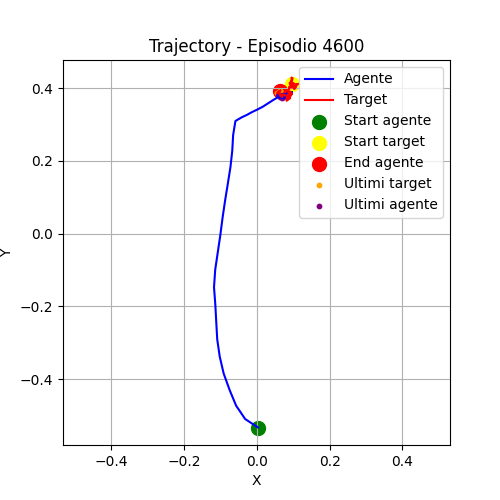 Trajectory - Episodio 4600
Agente
Target
Start agente
Start target
End agente
Ultimi target
Ultimi agente
Y
0.4
0.2
0.0
−0.2
−0.4
−0.4
−0.2
0.0
0.2
0.4
X